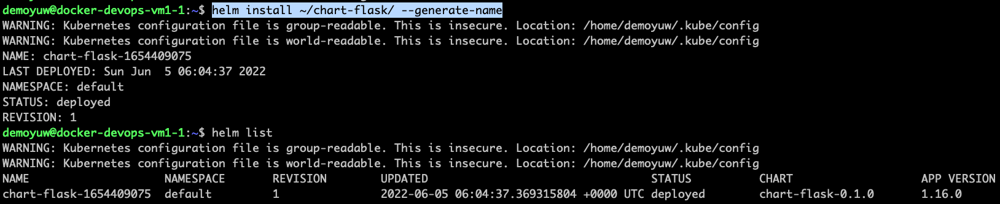 demoyuw@docker-devops-vm1-1:~$ helm install ~/chart-flask/ --generate-name
WARNING: Kubernetes configuration file is group-readable. This is insecure. Location: /home/demoyuw/.kube/config
WARNING: Kubernetes configuration file is world-readable. This is insecure. Location: /home/demoyuw/.kube/config
NAME: chart-flask-1654409075
LAST DEPLOYED: Sun Jun  5 06:04:37 2022
NAMESPACE: default
STATUS: deployed
REVISION: 1
demoyuw@docker-devops-vm1-1:~$ helm list
WARNING: Kubernetes configuration file is group-readable. This is insecure. Location: /home/demoyuw/.kube/config
WARNING: Kubernetes configuration file is world-readable. This is insecure. Location: /home/demoyuw/.kube/config
NAME NAMESPACE REVISION UPDATED STATUS CHART APP VERSION
chart-flask-1654409075 default 1 2022-06-05 06:04:37.369315804 +0000 UTC deployed chart-flask-0.1.0 1.16.0